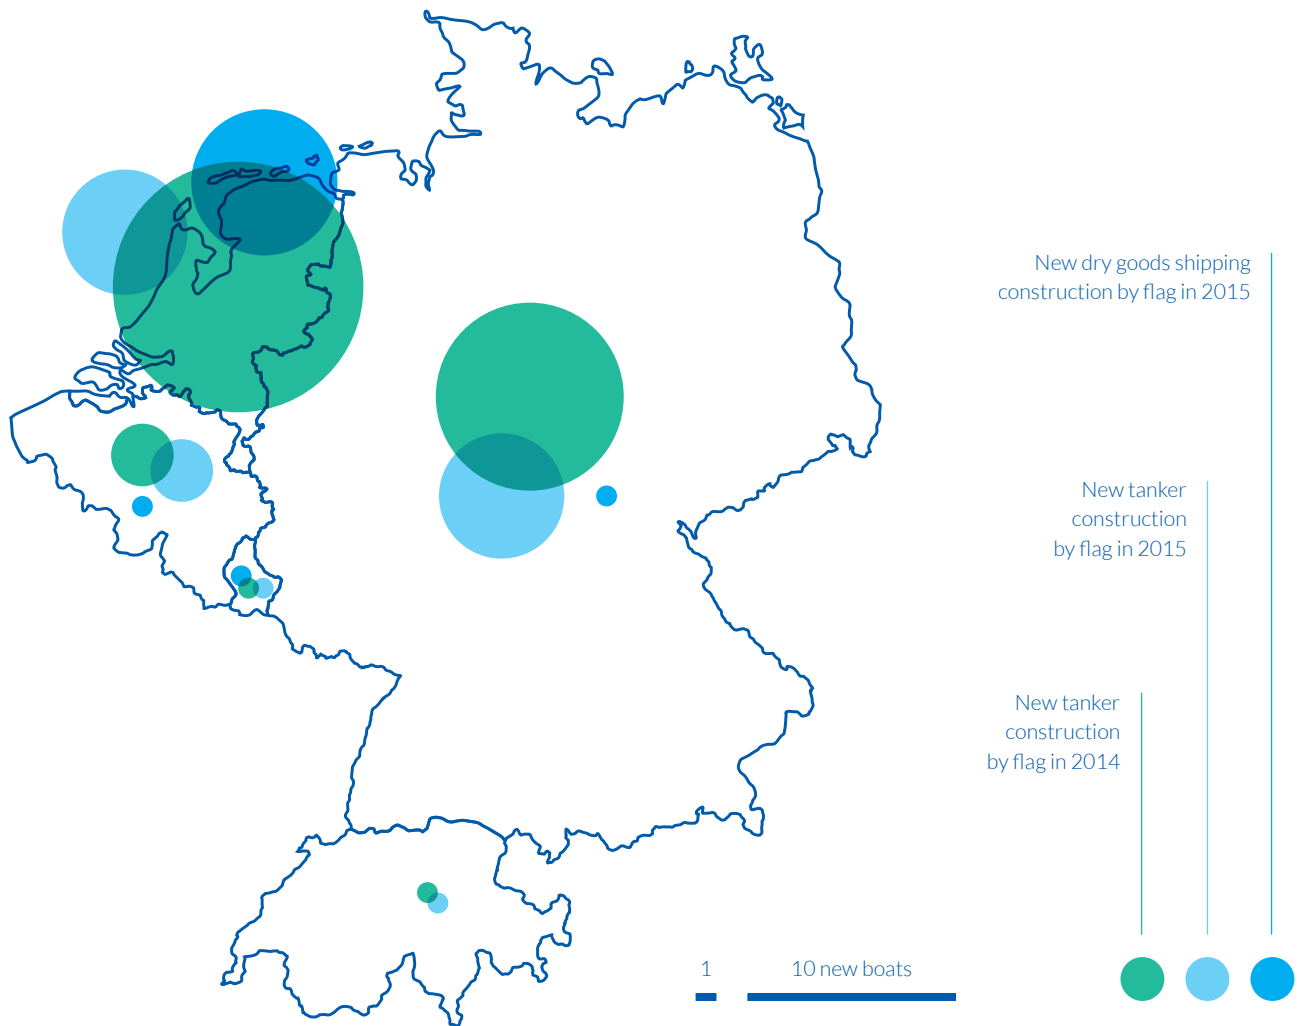 New dry goods shipping
construction by flag in 2015
New tanker
construction
by flag in 2015
New tanker
construction
by flag in 2014
1
10 new boats